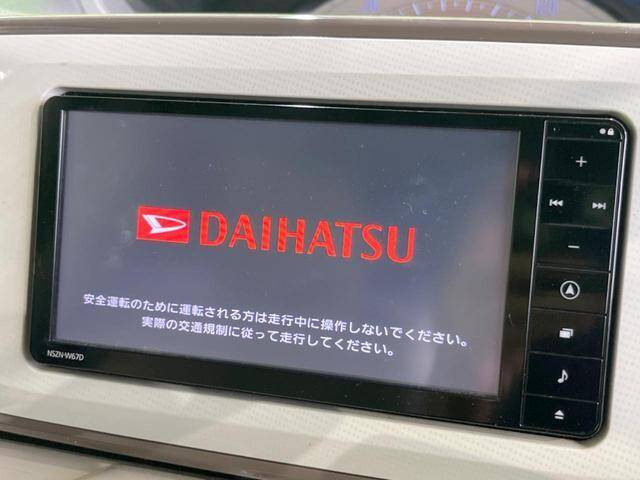 DAIHATSU
安全運転のために運転される方は走行中に操作しないでください。
実際の交通規制に従って走行してください。
NSZN-W67D